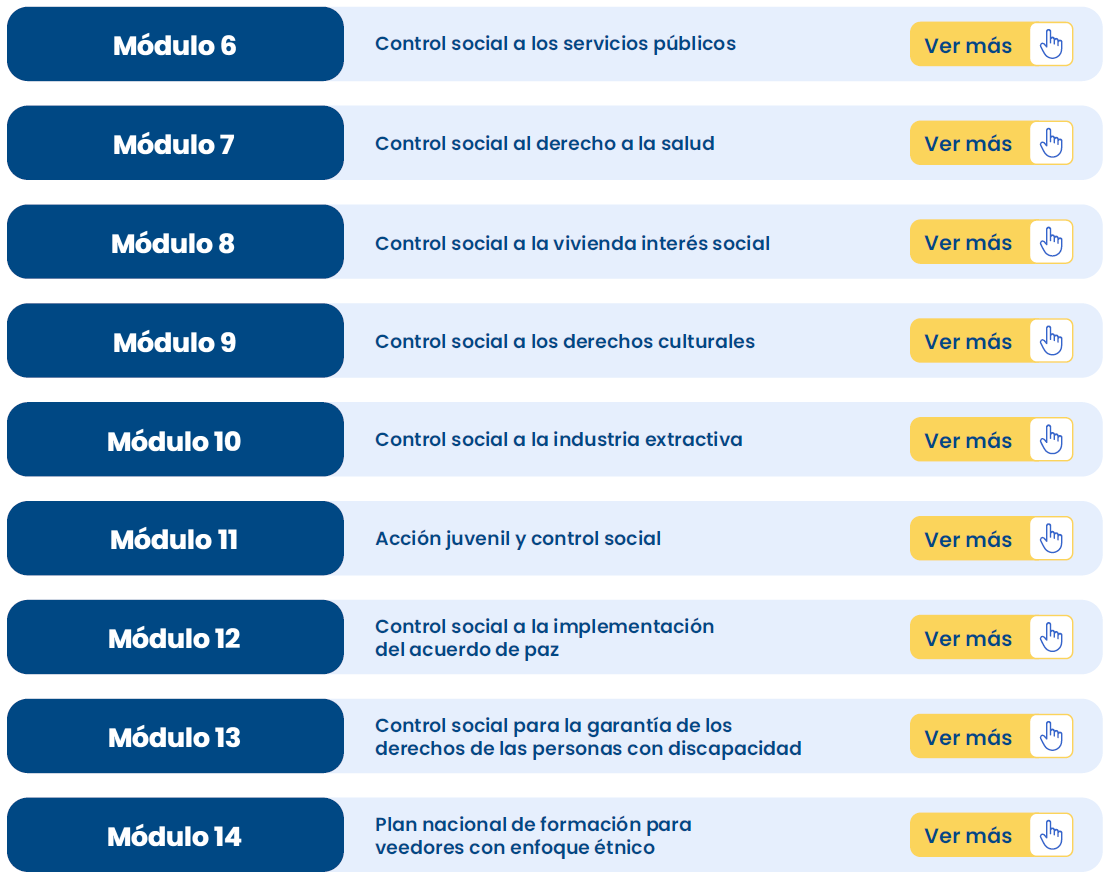 Módulo 6
Control social a los servicios públicos
Ver más
Módulo 7
Control social al derecho a la salud
Ver más
Módulo 8
Control social a la vivienda interés social
Ver más
Módulo 9
Control social a los derechos culturales
Ver más
Módulo 10
Control social a la industria extractiva
Ver más
Módulo 11
Acción juvenil y control social
Ver más
Módulo 12
Control social a la implementación
del acuerdo de paz
Ver más
Módulo 13
Control social para la garantía de los
derechos de las personas con discapacidad
Ver más
Módulo 14
Plan nacional de formación para
veedores con enfoque étnico
Ver más